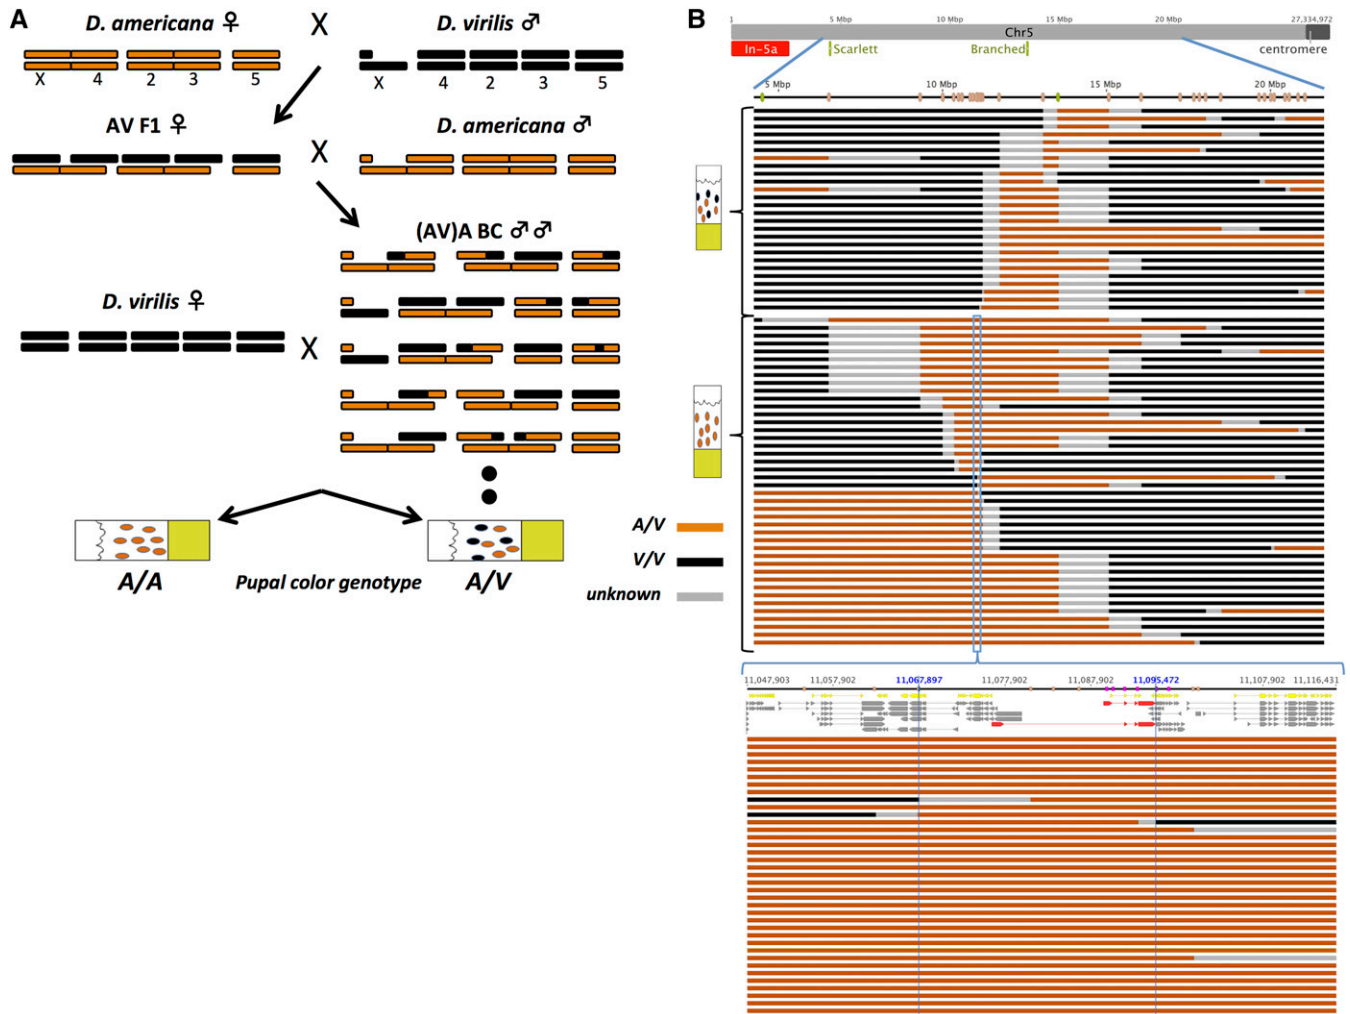 A
D. americana ♀
X
D. virilis ♂
X 4 2 3 5
X 4 2 3 5
AV F1 ♀
X
D. americana ♂
(AV)A BC ♂♂
D. virilis ♀
X
A/A
Pupal color genotype
A/V
B
1 5 Mbp 10 Mbp 15 Mbp 20 Mbp 27,334,972
Chr5
In-5a Scarlett Branched centromere
5 Mbp 10 Mbp 15 Mbp 20 Mbp
A/V
V/V
unknown
11,047,903 11,057,902 11,067,897 11,077,902 11,087,902 11,095,472 11,107,902 11,116,431